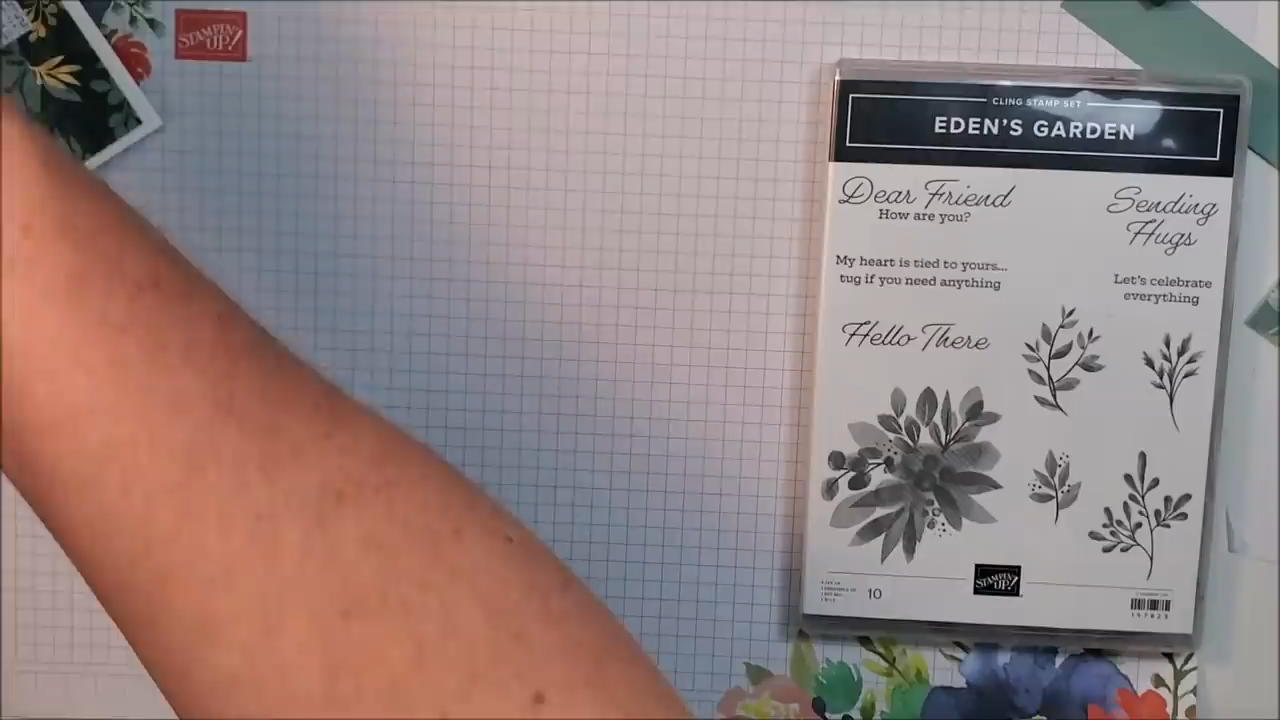 STAMPIN' UP!
CLING STAMP SET
EDEN'S GARDEN
Dear Friend
How are you?
Sending
Hugs
My heart is tied to yours...
tug if you need anything
Let's celebrate
everything
Hello There
STAMPIN' UP!
10